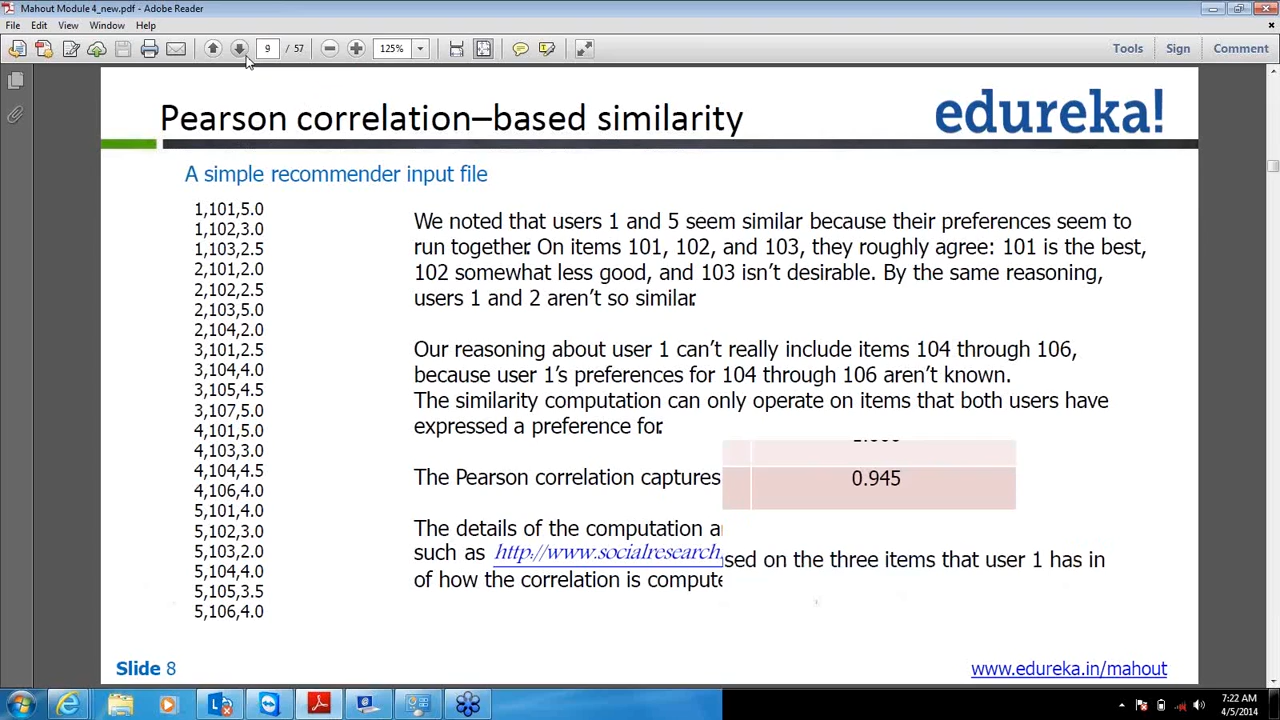 Mahout Module 4_new.pdf - Adobe Reader
File Edit View Window Help
9 / 57 125% Tools Sign Comment
Pearson correlation–based similarity
edureka!
A simple recommender input file
1,101,5.0
1,102,3.0
1,103,2.5
2,101,2.0
2,102,2.5
2,103,5.0
2,104,2.0
3,101,2.5
3,104,4.0
3,105,4.5
3,107,5.0
4,101,5.0
4,103,3.0
4,104,4.5
4,106,4.0
5,101,4.0
5,102,3.0
5,103,2.0
5,104,4.0
5,105,3.5
5,106,4.0
We noted that users 1 and 5 seem similar because their preferences seem to
run together. On items 101, 102, and 103, they roughly agree: 101 is the best,
102 somewhat less good, and 103 isn't desirable. By the same reasoning,
users 1 and 2 aren't so similar.
Our reasoning about user 1 can't really include items 104 through 106,
because user 1's preferences for 104 through 106 aren't known.
The similarity computation can only operate on items that both users have
expressed a preference for.
The Pearson correlation captures
0.945
The details of the computation
such as http://www.socialresearch.
sed on the three items that user 1 has in
of how the correlation is compute
Slide 8
www.edureka.in/mahout
7:22 AM
4/5/2014